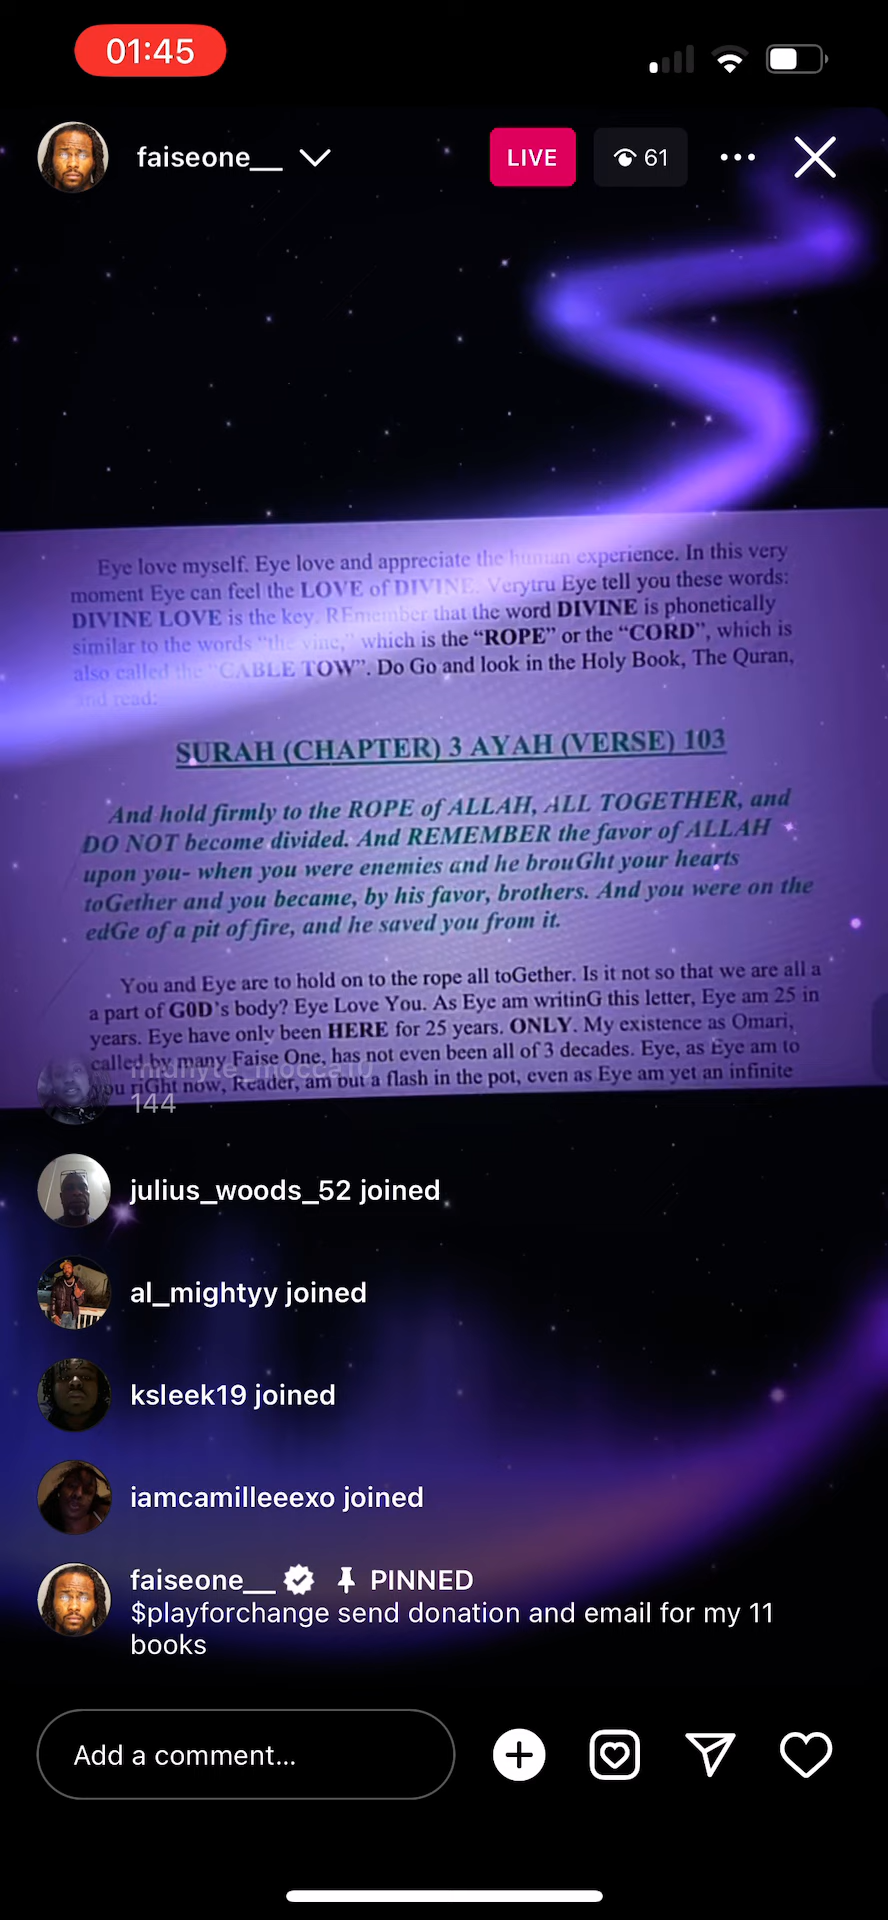 01:45
faiseone__
LIVE
61
Eye love myself. Eye love and appreciate the human experience. In this very
moment Eye can feel the LOVE of DIVINE. Verytru Eye tell you these words:
DIVINE LOVE is the key. REmember that the word DIVINE is phonetically
similar to the words “the vine,” which is the “ROPE” or the “CORD”, which is
also called the “CABLE TOW”. Do Go and look in the Holy Book, The Quran,
and read:
SURAH (CHAPTER) 3 AYAH (VERSE) 103
And hold firmly to the ROPE of ALLAH, ALL TOGETHER, and
DO NOT become divided. And REMEMBER the favor of ALLAH
upon you- when you were enemies and he brouGht your hearts
toGether and you became, by his favor, brothers. And you were on the
edGe of a pit of fire, and he saved you from it.
You and Eye are to hold on to the rope all toGether. Is it not so that we are all a
a part of G0D’s body? Eye Love You. As Eye am writinG this letter, Eye am 25 in
years. Eye have only been HERE for 25 years. ONLY. My existence as Omari,
called by many Faise One, has not even been all of 3 decades. Eye, as Eye am to
you riGht now, Reader, am but a flash in the pot, even as Eye am yet an infinite
144
julius_woods_52 joined
al_mightyy joined
ksleek19 joined
iamcamilleeexo joined
faiseone__ PINNED
$playforchange send donation and email for my 11
books
Add a comment...